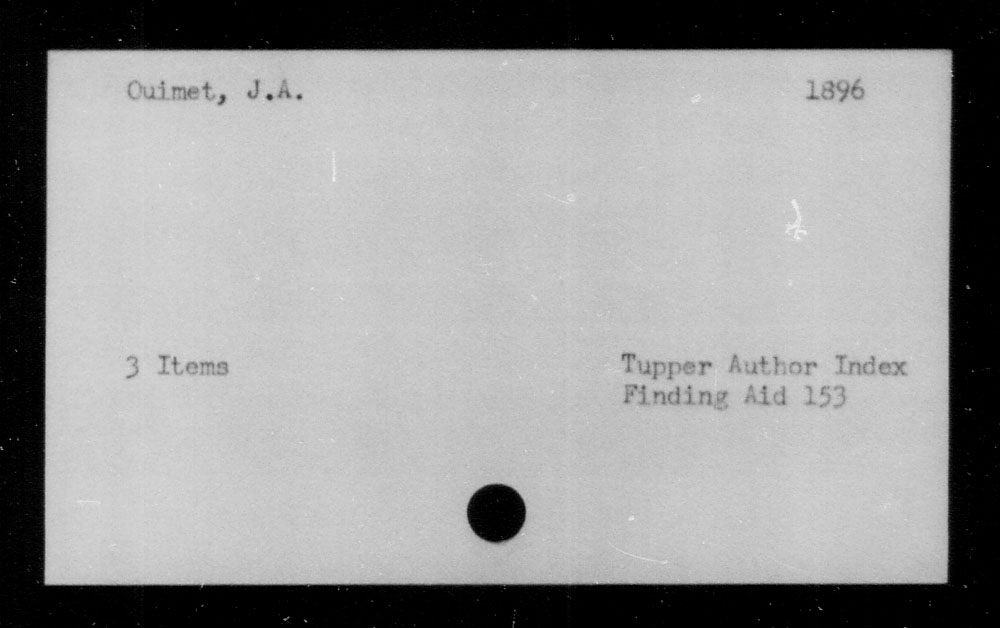 Ouimet, J.A. 1896
3 Items Tupper Author Index
Finding Aid 153